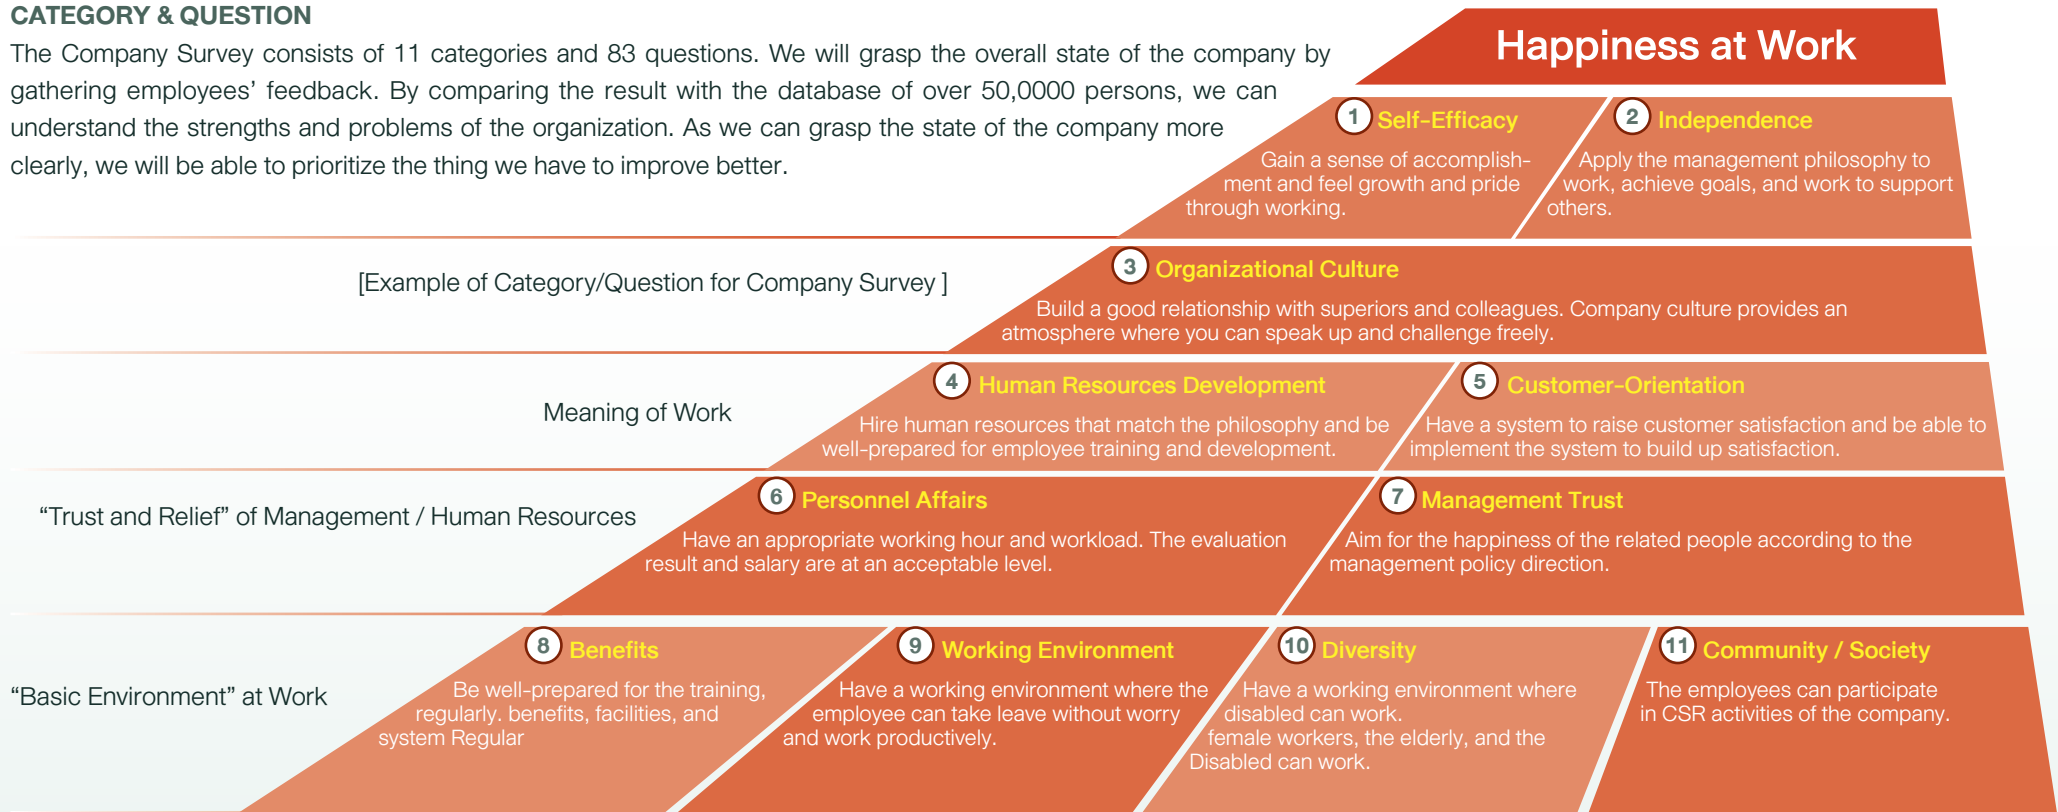 CATEGORY & QUESTION
The Company Survey consists of 11 categories and 83 questions. We will grasp the overall state of the company by
gathering employees' feedback. By comparing the result with the database of over 50,0000 persons, we can
understand the strengths and problems of the organization. As we can grasp the state of the company more
clearly, we will be able to prioritize the thing we have to improve better.
Happiness at Work
1 Self-Efficacy
Gain a sense of accomplish-
ment and feel growth and pride
through working.
2 Independence
Apply the management philosophy to
work, achieve goals, and work to support
others.
[Example of Category/Question for Company Survey ]
3 Organizational Culture
Build a good relationship with superiors and colleagues. Company culture provides an
atmosphere where you can speak up and challenge freely.
Meaning of Work
4 Human Resources Development
Hire human resources that match the philosophy and be
well-prepared for employee training and development.
5 Customer-Orientation
Have a system to raise customer satisfaction and be able to
implement the system to build up satisfaction.
“Trust and Relief” of Management / Human Resources
6 Personnel Affairs
Have an appropriate working hour and workload. The evaluation
result and salary are at an acceptable level.
7 Management Trust
Aim for the happiness of the related people according to the
management policy direction.
“Basic Environment” at Work
8 Benefits
Be well-prepared for the training,
regularly. benefits, facilities, and
system Regular
9 Working Environment
Have a working environment where the
employee can take leave without worry
and work productively.
10 Diversity
Have a working environment where
disabled can work.
female workers, the elderly, and the
Disabled can work.
11 Community / Society
The employees can participate
in CSR activities of the company.